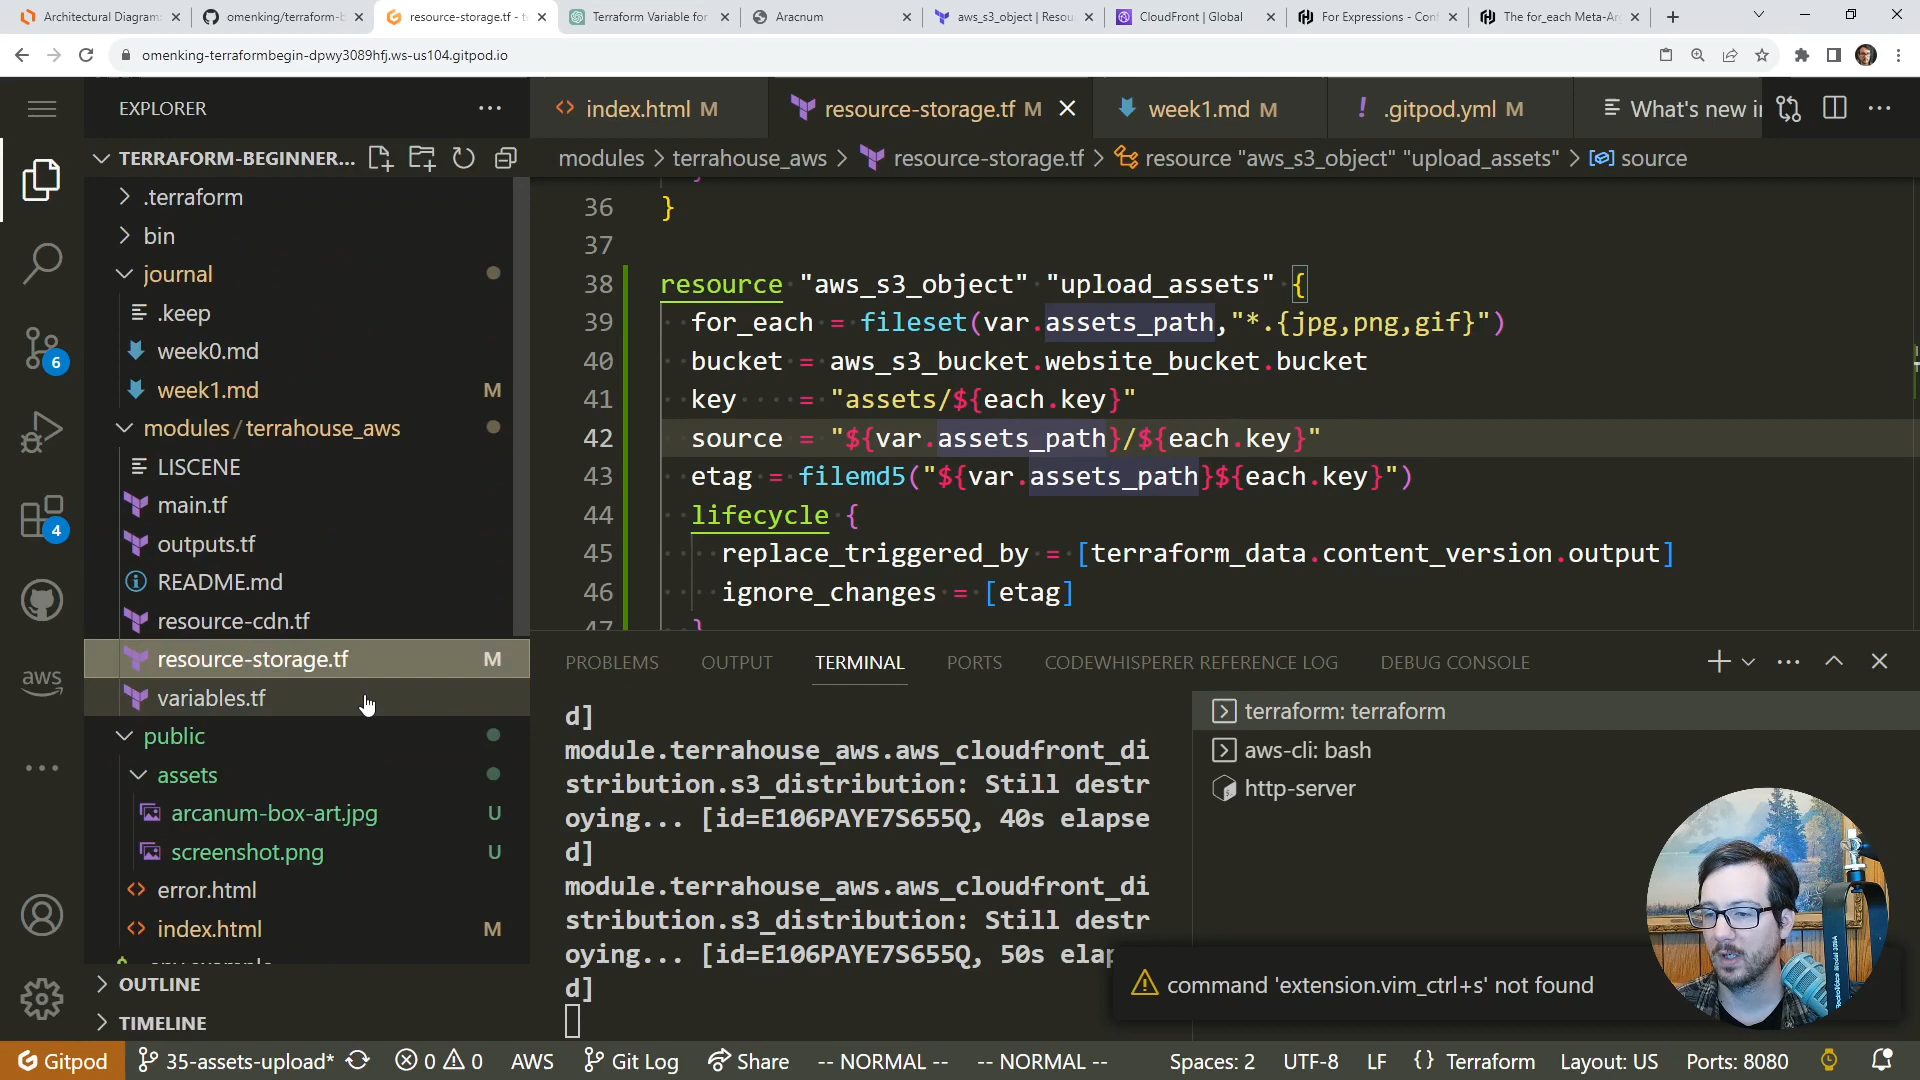 Architectural Diagram
omenking/terraform-b
resource-storage.tf - t
Terraform Variable for
Aracnum
aws_s3_object | Resou
CloudFront | Global
For Expressions - Conf
The for_each Meta-Ar
omenking-terraformbegin-dpwy3089hfj.ws-us104.gitpod.io
EXPLORER
index.html M
resource-storage.tf M
week1.md M
.gitpod.yml M
What's new i
TERRAFORM-BEGINNER...
modules > terrahouse_aws > resource-storage.tf > resource "aws_s3_object" "upload_assets" > source
.terraform
bin
journal
.keep
week0.md
week1.md M
modules / terrahouse_aws
LISCENE
main.tf
outputs.tf
README.md
resource-cdn.tf
resource-storage.tf M
variables.tf
public
assets
arcanum-box-art.jpg U
screenshot.png U
error.html
index.html M
OUTLINE
TIMELINE
6
4
aws
36 }
37
38 resource "aws_s3_object" "upload_assets" {
39 for_each = fileset(var.assets_path,"*.{jpg,png,gif}")
40 bucket = aws_s3_bucket.website_bucket.bucket
41 key = "assets/${each.key}"
42 source = "${var.assets_path}/${each.key}"
43 etag = filemd5("${var.assets_path}${each.key}")
44 lifecycle {
45 replace_triggered_by = [terraform_data.content_version.output]
46 ignore_changes = [etag]
47 }
PROBLEMS OUTPUT TERMINAL PORTS CODEWHISPERER REFERENCE LOG DEBUG CONSOLE
d]
module.terrahouse_aws.aws_cloudfront_di
stribution.s3_distribution: Still destr
oying... [id=E106PAYE7S655Q, 40s elapse
d]
module.terrahouse_aws.aws_cloudfront_di
stribution.s3_distribution: Still destr
oying... [id=E106PAYE7S655Q, 50s elap
d]
terraform: terraform
aws-cli: bash
http-server
command 'extension.vim_ctrl+s' not found
Gitpod 35-assets-upload* 0 0 AWS Git Log Share -- NORMAL -- -- NORMAL -- Spaces: 2 UTF-8 LF {} Terraform Layout: US Ports: 8080